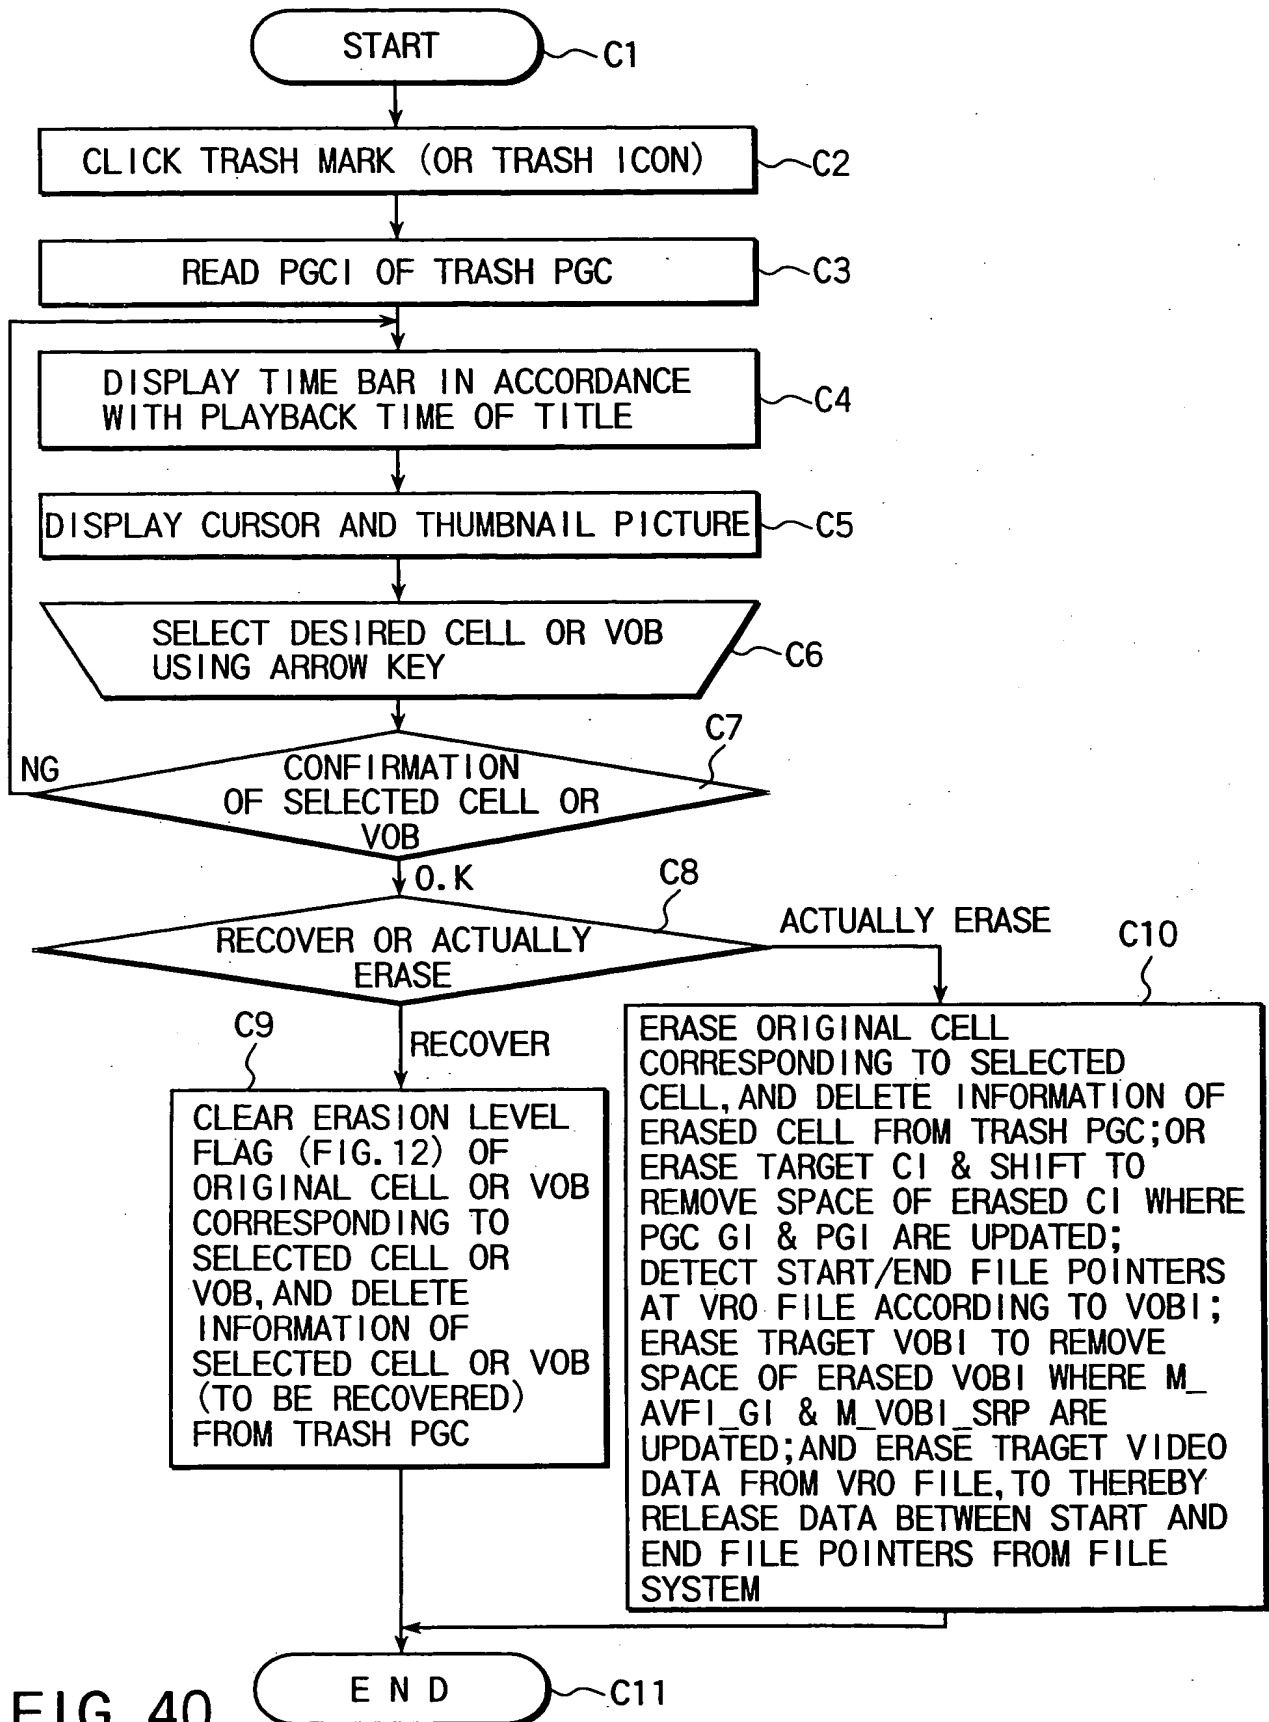 START
C1
CLICK TRASH MARK (OR TRASH ICON)
C2
READ PGCI OF TRASH PGC
C3
DISPLAY TIME BAR IN ACCORDANCE
WITH PLAYBACK TIME OF TITLE
C4
DISPLAY CURSOR AND THUMBNAIL PICTURE
C5
SELECT DESIRED CELL OR VOB
USING ARROW KEY
C6
C7
NG
CONFIRMATION
OF SELECTED CELL OR
VOB
O.K
C8
RECOVER OR ACTUALLY
ERASE
ACTUALLY ERASE
C10
C9
RECOVER
CLEAR ERASION LEVEL
FLAG (FIG.12) OF
ORIGINAL CELL OR VOB
CORRESPONDING TO
SELECTED CELL OR
VOB, AND DELETE
INFORMATION OF
SELECTED CELL OR VOB
(TO BE RECOVERED)
FROM TRASH PGC
ERASE ORIGINAL CELL
CORRESPONDING TO SELECTED
CELL, AND DELETE INFORMATION OF
ERASED CELL FROM TRASH PGC;OR
ERASE TARGET CI & SHIFT TO
REMOVE SPACE OF ERASED CI WHERE
PGC GI & PGI ARE UPDATED;
DETECT START/END FILE POINTERS
AT VRO FILE ACCORDING TO VOBI;
ERASE TRAGET VOBI TO REMOVE
SPACE OF ERASED VOBI WHERE M_
AVFI_GI & M_VOBI_SRP ARE
UPDATED;AND ERASE TRAGET VIDEO
DATA FROM VRO FILE, TO THEREBY
RELEASE DATA BETWEEN START AND
END FILE POINTERS FROM FILE
SYSTEM
END
C11
FIG. 40